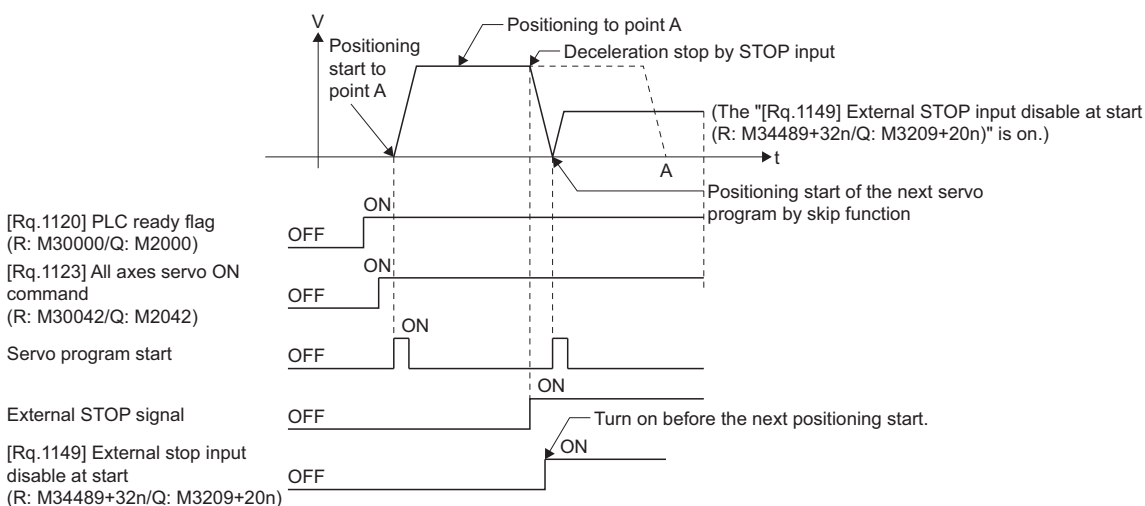 V
Positioning to point A
Positioning
start to
point A
Deceleration stop by STOP input
(The "[Rq.1149] External STOP input disable at start
(R: M34489+32n/Q: M3209+20n)" is on.)
t
A
Positioning start of the next servo
program by skip function
[Rq.1120] PLC ready flag
(R: M30000/Q: M2000)
OFF
ON
[Rq.1123] All axes servo ON
command
(R: M30042/Q: M2042)
OFF
ON
Servo program start
OFF
ON
External STOP signal
OFF
ON
Turn on before the next positioning start.
[Rq.1149] External stop input
disable at start
(R: M34489+32n/Q: M3209+20n)
OFF
ON